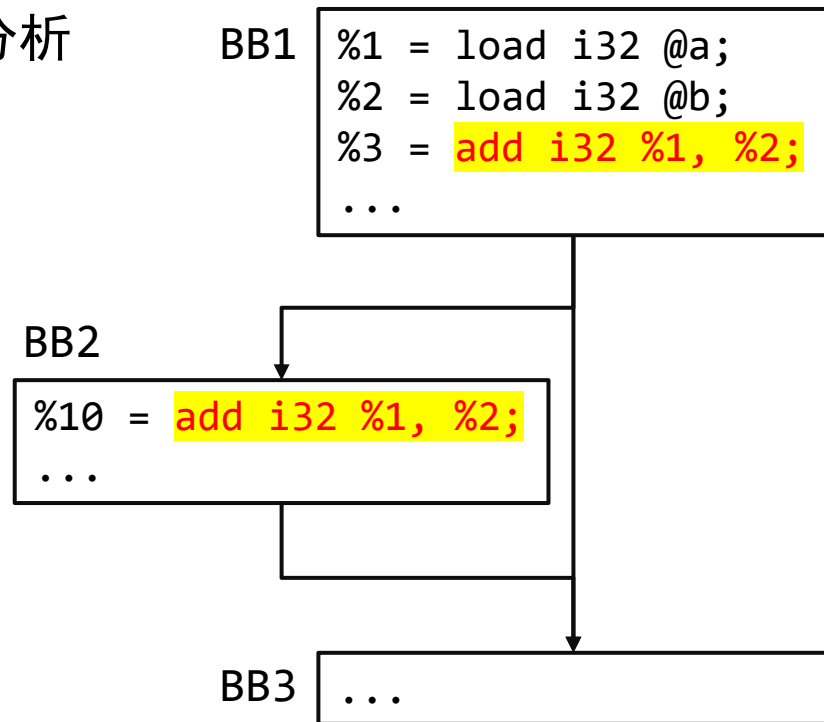 分析
BB1
%1 = load i32 @a;
%2 = load i32 @b;
%3 = add i32 %1, %2;
...
BB2
%10 = add i32 %1, %2;
...
BB3
...